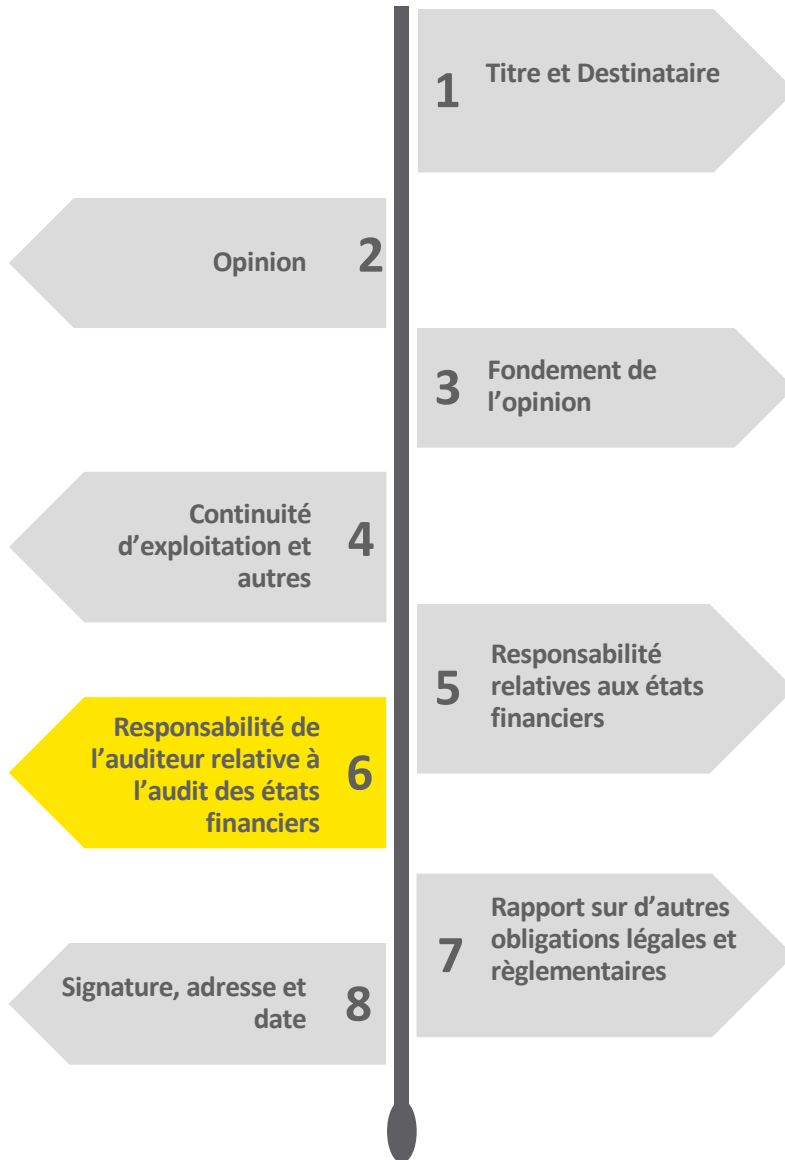 1
Titre et Destinataire
Opinion
2
3
Fondement de
l’opinion
Continuité
d’exploitation et
autres
4
5
Responsabilité
relatives aux états
financiers
Responsabilité de
l’auditeur relative à
l’audit des états
financiers
6
7
Rapport sur d’autres
obligations légales et
règlementaires
Signature, adresse et
date
8